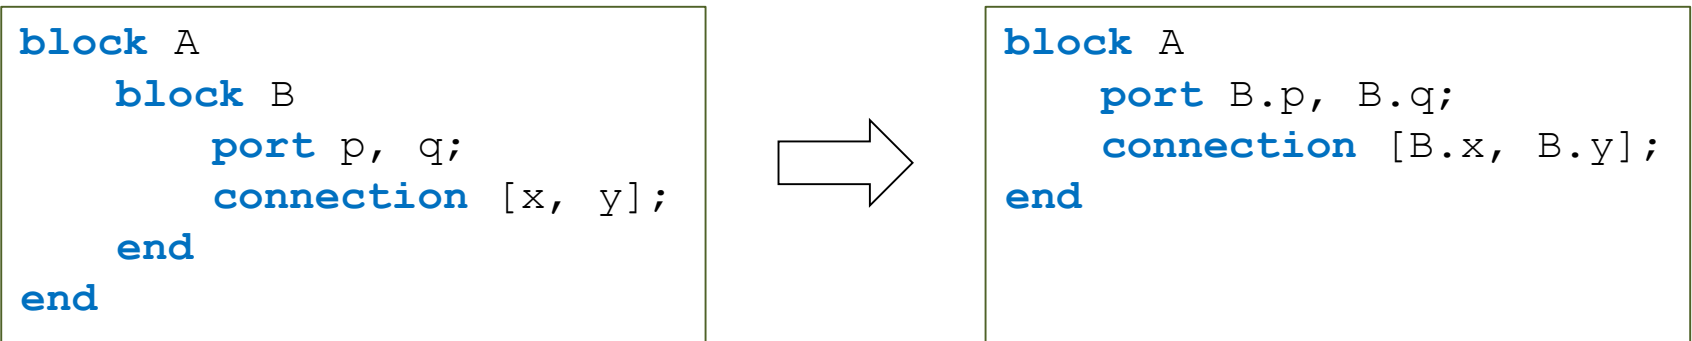 block A
block B
port p, q;
connection [x, y];
end
end
block A
port B.p, B.q;
connection [B.x, B.y];
end